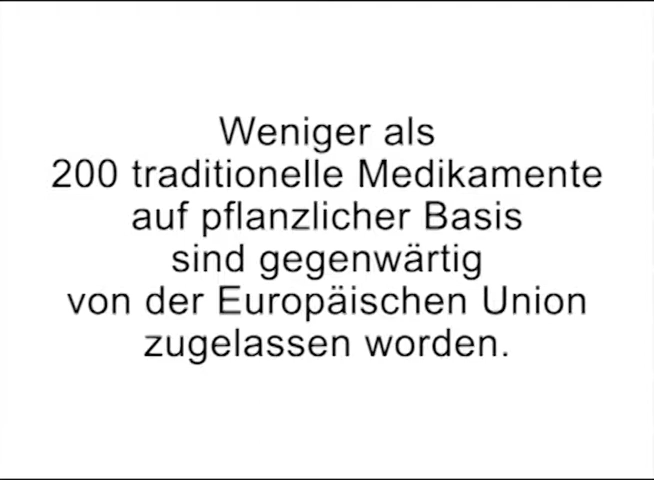 Weniger als
200 traditionelle Medikamente
auf pflanzlicher Basis
sind gegenwärtig
von der Europäischen Union
zugelassen worden.